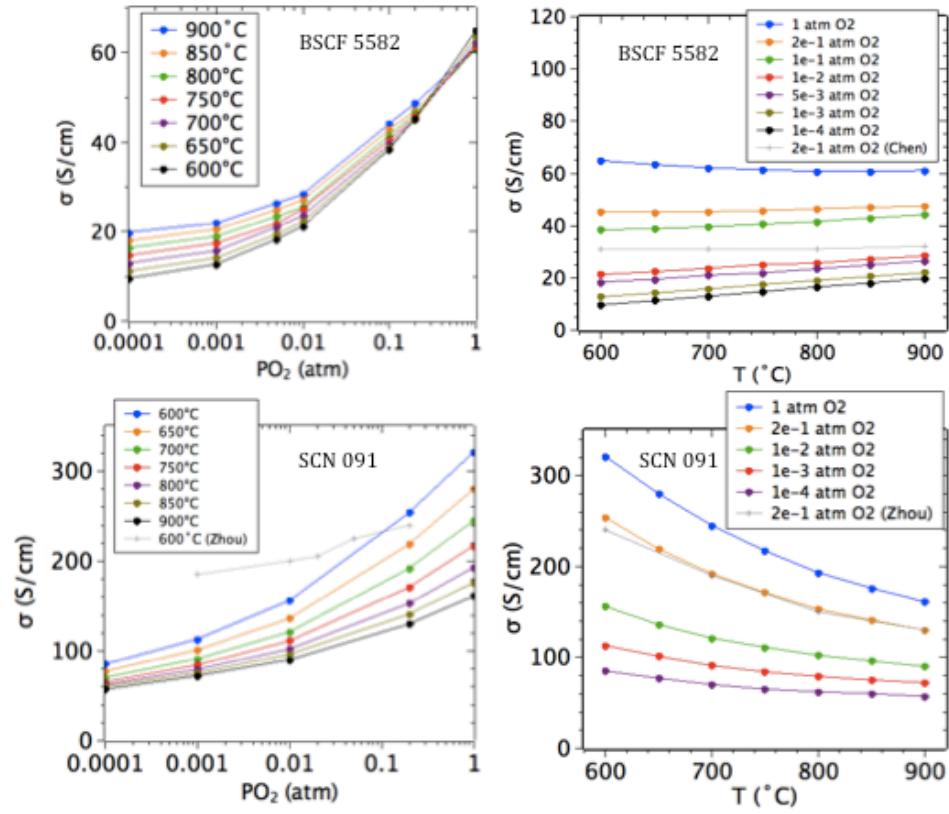 BSCF 5582
900°C
850°C
800°C
750°C
700°C
650°C
600°C
σ (S/cm)
60
40
20
0
0.0001
0.001
0.01
0.1
1
PO2 (atm)
BSCF 5582
1 atm O2
2e-1 atm O2
1e-1 atm O2
1e-2 atm O2
5e-3 atm O2
1e-3 atm O2
1e-4 atm O2
2e-1 atm O2 (Chen)
σ (S/cm)
120
100
80
60
40
20
0
600
700
800
900
T (°C)
SCN 091
600°C
650°C
700°C
750°C
800°C
850°C
900°C
600°C (Zhou)
σ (S/cm)
300
200
100
0
0.0001
0.001
0.01
0.1
1
PO2 (atm)
SCN 091
1 atm O2
2e-1 atm O2
1e-2 atm O2
1e-3 atm O2
1e-4 atm O2
2e-1 atm O2 (Zhou)
σ (S/cm)
300
200
100
0
600
700
800
900
T (°C)